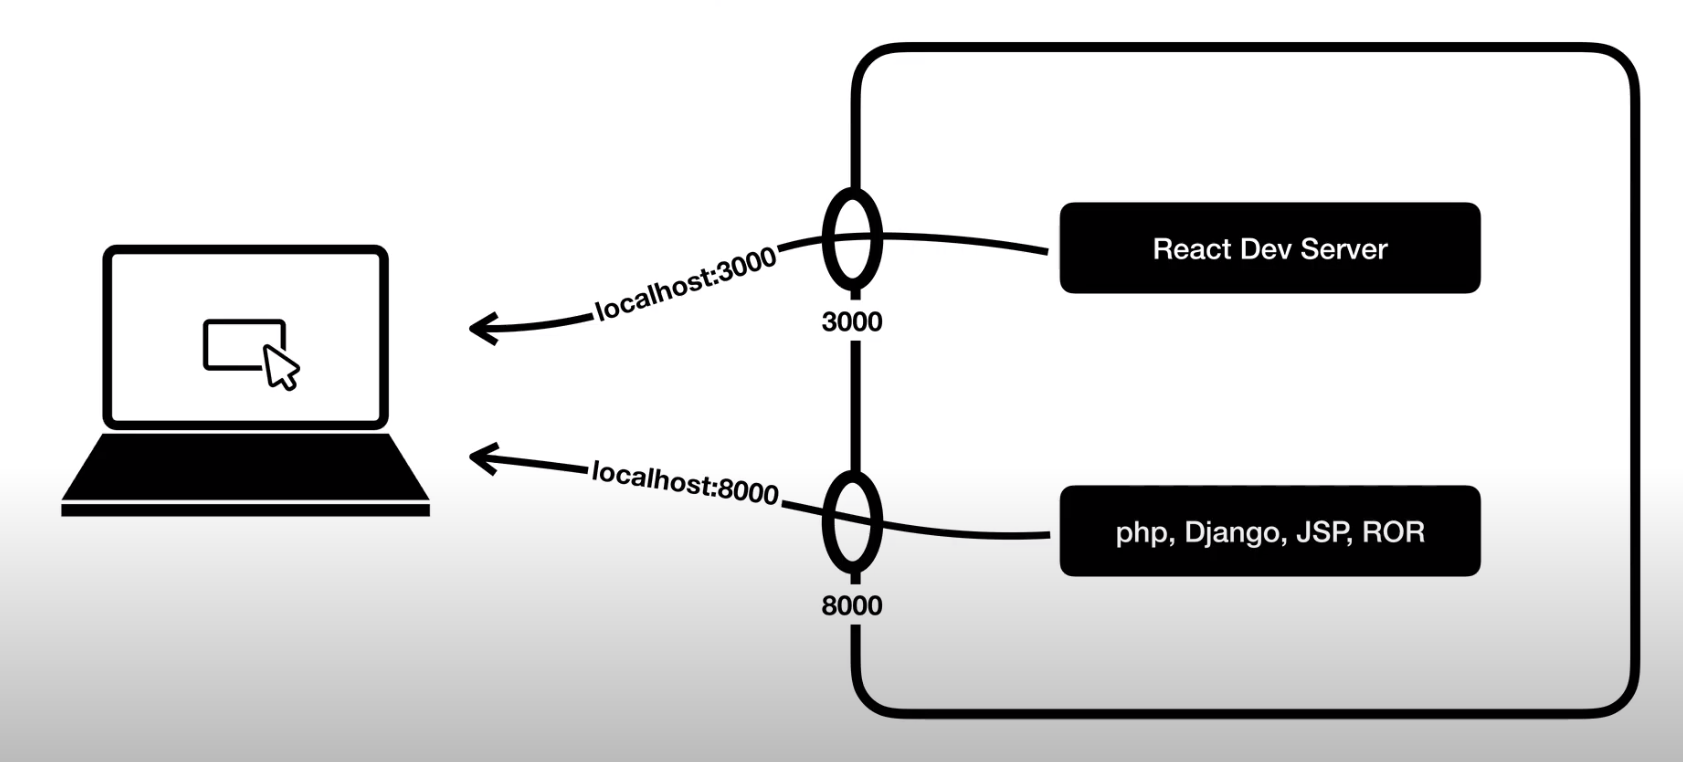 React Dev Server
localhost:3000
3000
localhost:8000
php, Django, JSP, ROR
8000